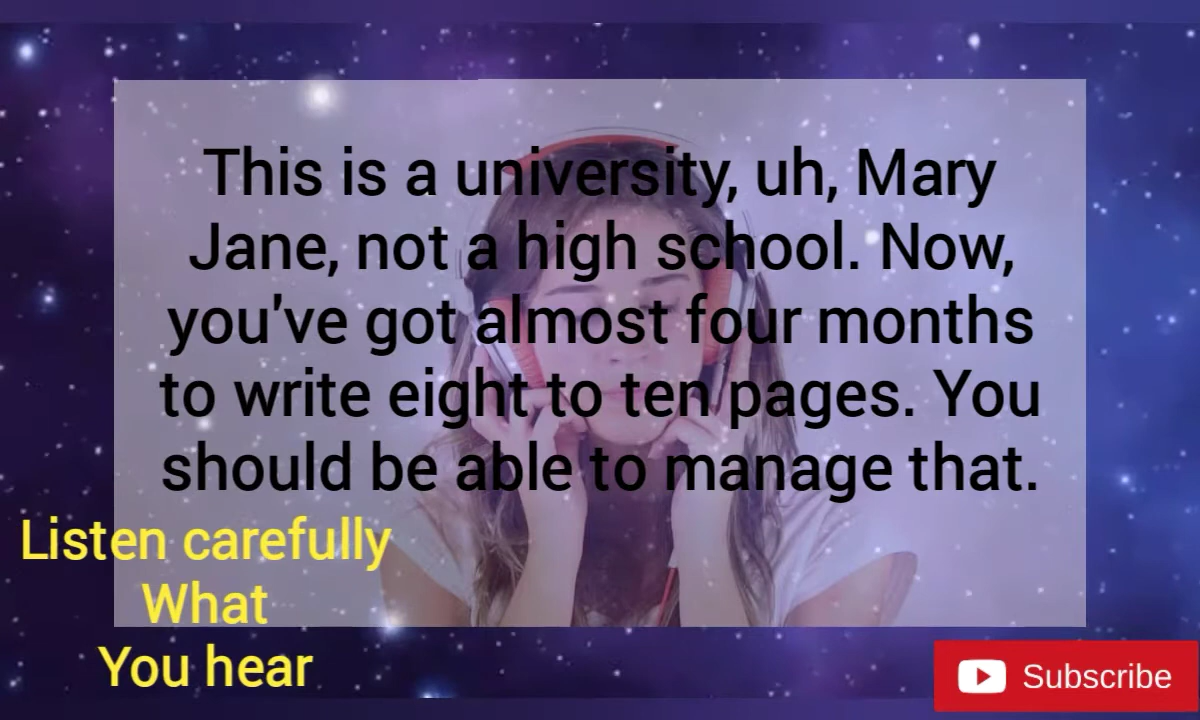 This is a university, uh, Mary
Jane, not a high school. Now,
you've got almost four months
to write eight to ten pages. You
should be able to manage that.
Listen carefully
What
You hear
Subscribe